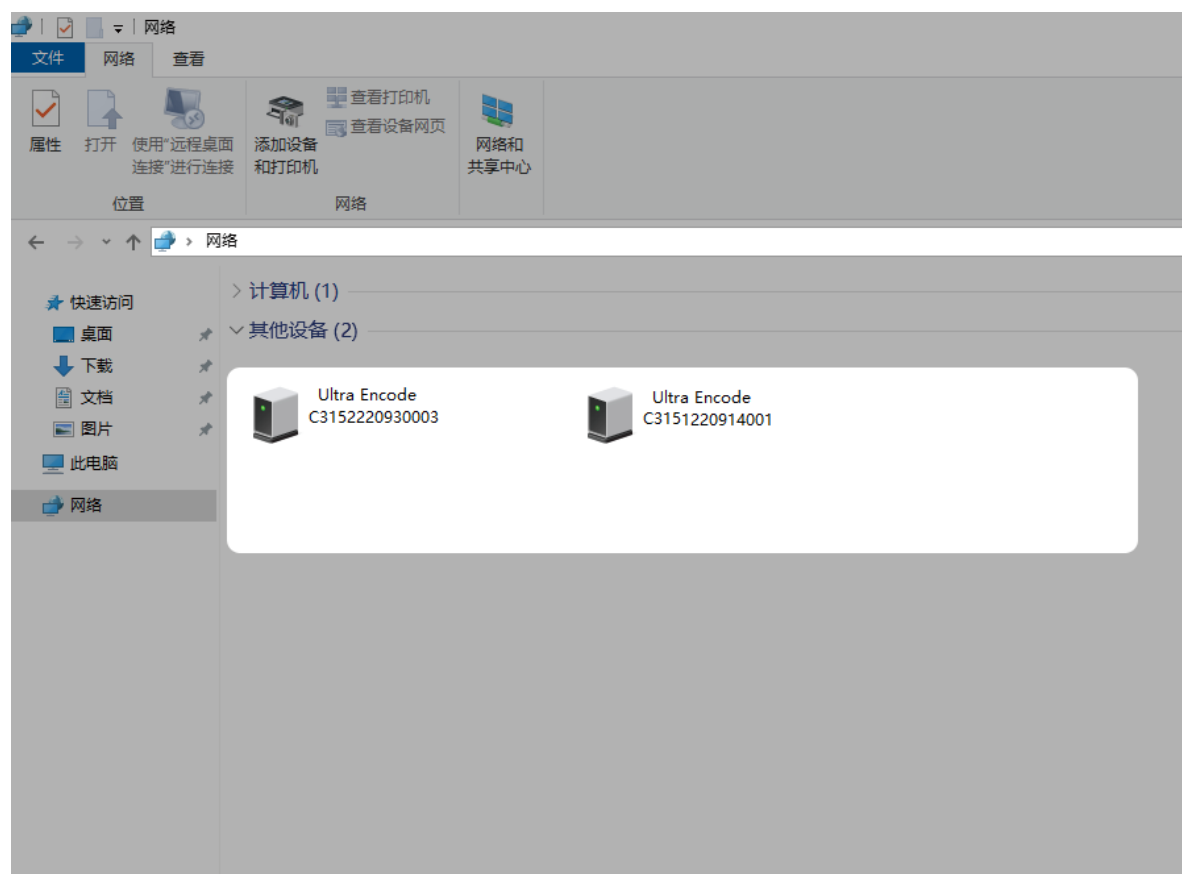 网络
文件 网络 查看
属性 打开 使用“远程桌面连接”进行连接 添加设备和打印机 查看打印机 网络和共享中心
查看设备网页
位置 网络
网络
快速访问
桌面
下载
文档
图片
此电脑
网络
计算机 (1)
其他设备 (2)
Ultra Encode
C3152220930003
Ultra Encode
C3151220914001